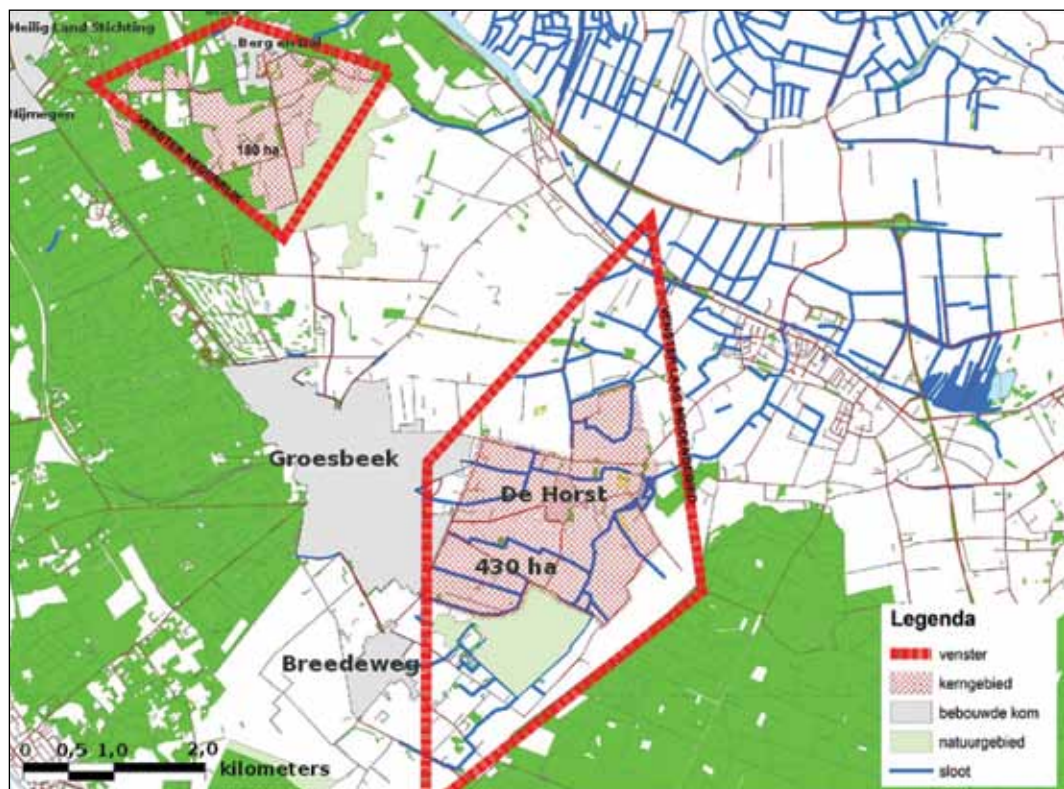 Heilig Land Stichting
Berg en Dal
Nijmegen
180 ha
Groesbeek
De Horst
430 ha
Breedeweg
Legenda
venster
kerngebied
bebouwde kom
natuurgebied
sloot
0 0,5 1,0 2,0
kilometers